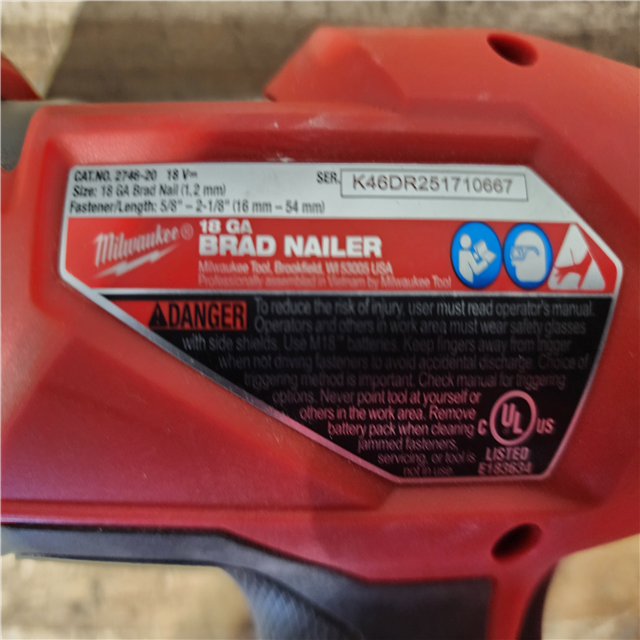 CAT.NO. 2746-20 18 V⎓
SER. K46DR251710667
Size: 18 GA Brad Nail (1,2 mm)
Fastener/Length: 5/8" – 2-1/8" (16 mm – 54 mm)
Milwaukee®
18 GA
BRAD NAILER
Milwaukee Tool, Brookfield, WI 53005 USA
Professionally assembled in Vietnam by Milwaukee Tool
DANGER
To reduce the risk of injury, user must read operator's manual.
Operators and others in work area must wear safety glasses
with side shields. Use M18™ batteries. Keep fingers away from trigger
when not driving fasteners to avoid accidental discharge. Choice of
triggering method is important. Check manual for triggering
options. Never point tool at yourself or
others in the work area. Remove
battery pack when clearing
jammed fasteners,
servicing, or tool is
not in use.
C UL US
LISTED
E183634